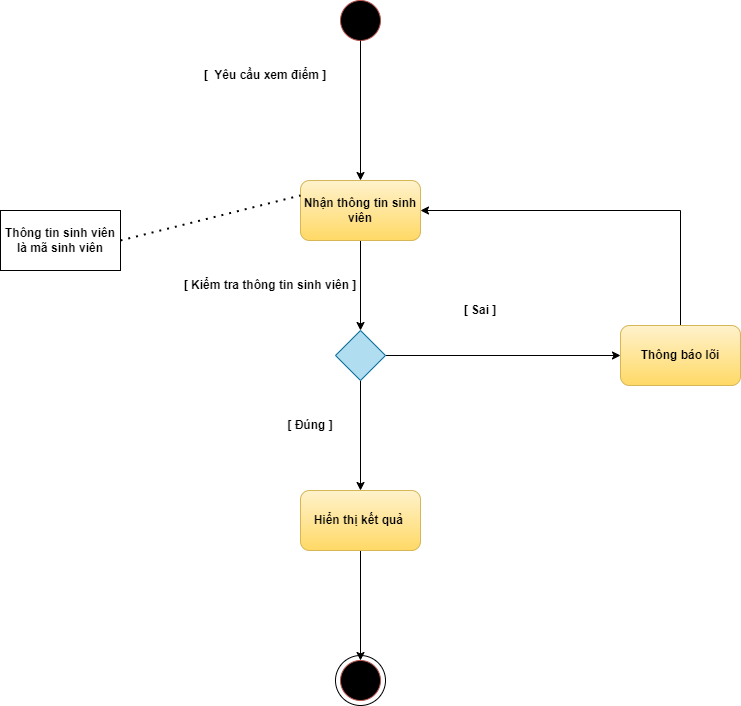 [ Yêu cầu xem điểm ]
Nhận thông tin sinh
viên
Thông tin sinh viên
là mã sinh viên
[ Kiểm tra thông tin sinh viên ]
[ Sai ]
Thông báo lỗi
[ Đúng ]
Hiển thị kết quả